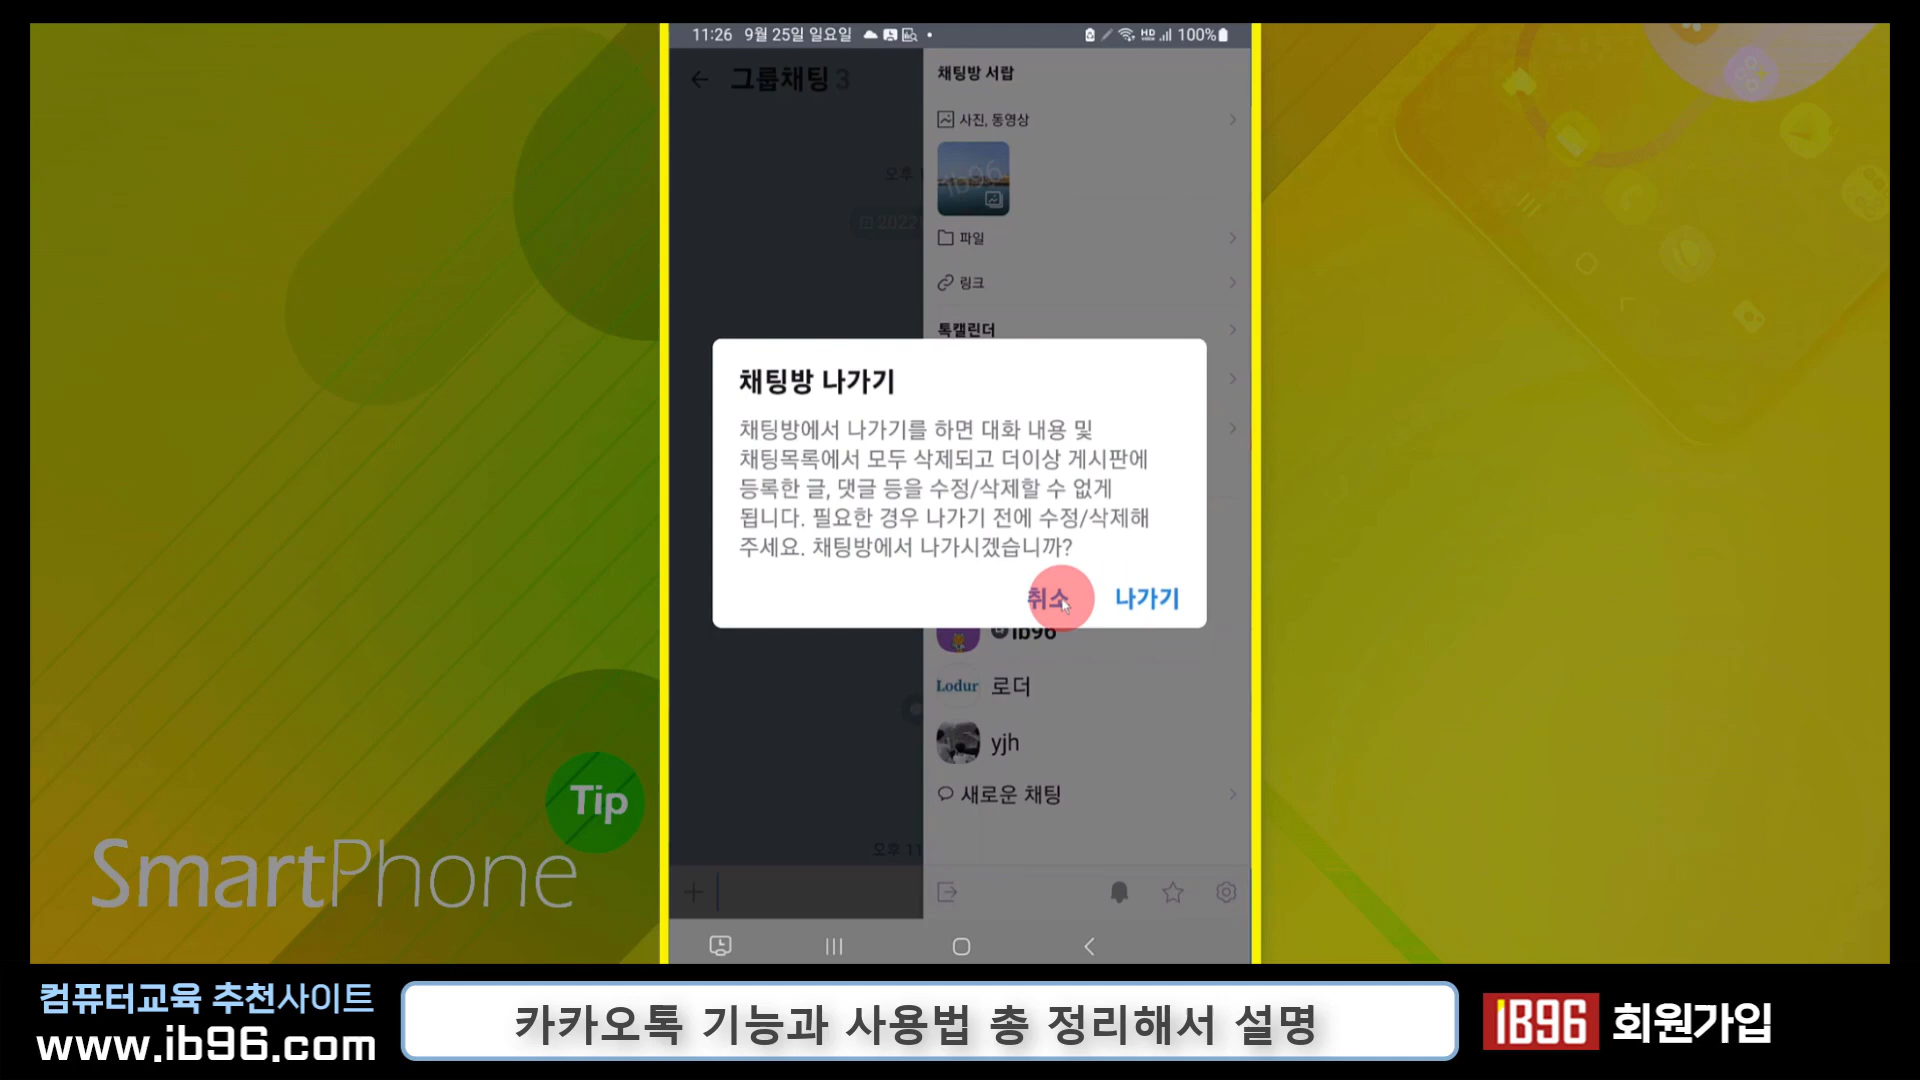 11:26 9월 25일 일요일
HD
100%
그룹채팅 3
오후
2022
채팅방 서랍
사진, 동영상
ib96
파일
링크
톡캘린더
채팅방 나가기
채팅방에서 나가기를 하면 대화 내용 및
채팅목록에서 모두 삭제되고 더이상 게시판에
등록한 글, 댓글 등을 수정/삭제할 수 없게
됩니다. 필요한 경우 나가기 전에 수정/삭제해
주세요. 채팅방에서 나가시겠습니까?
취소 나가기
ib96
Lodur 로더
yjh
새로운 채팅
오후 11
Tip
SmartPhone
컴퓨터교육 추천사이트
www.ib96.com
카카오톡 기능과 사용법 총 정리해서 설명
IB96 회원가입